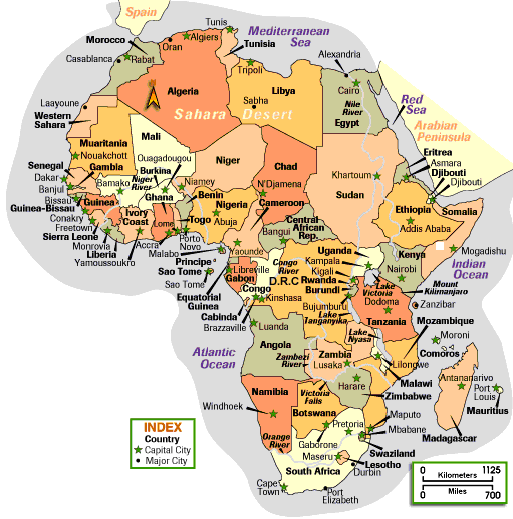 Spain
Mediterranean
Sea
Tunis
Algiers
Oran
Morocco
Rabat
Casablanca
Tunisia
Tripoli
Alexandria
Cairo
Nile
River
Egypt
Red
Sea
Arabian
Peninsula
Algeria
Libya
Sabha
Sahara Desert
Laayoune
Western
Sahara
Muaritania
Nouakchott
Mali
Niger
Chad
Sudan
Khartoum
Eritrea
Asmara
Djibouti
Djibouti
Senegal
Dakar
Gambia
Banjul
Bissau
Guinea-Bissau
Guinea
Conakry
Freetown
Sierra Leone
Monrovia
Liberia
Yamoussoukro
Ouagadougou
Burkina
Niger
River
Bamako
Niamey
Ghana
Ivory
Coast
Accra
Lome
Benin
Togo
Porto
Novo
Nigeria
Abuja
N'Djamena
Cameroon
Yaounde
Malabo
Central
African
Rep.
Bangui
Ethiopia
Addis Ababa
Somalia
Mogadishu
Indian
Ocean
Principe
Sao Tome
Sao Tome
Libreville
Gabon
Equatorial
Guinea
Congo
Cabinda
Brazzaville
Congo
River
D.R.C
Kinshasa
Uganda
Kampala
Kigali
Rwanda
Burundi
Bujumburu
Lake
Tanganyika
Kenya
Nairobi
Lake
Victoria
Mount
Kilimanjaro
Dodoma
Tanzania
Zanzibar
Atlantic
Ocean
Luanda
Angola
Zambezi
River
Zambia
Lusaka
Lake
Nyasa
Mozambique
Moroni
Comoros
Lilongwe
Malawi
Harare
Zimbabwe
Antananarivo
Port
Louis
Mauritius
Madagascar
Namibia
Windhoek
Victoria
Falls
Botswana
Gaborone
Pretoria
Maputo
Mbabane
Swaziland
Maseru
Lesotho
Durbin
Orange
River
South Africa
Cape
Town
Port
Elizabeth
INDEX
Country
Capital City
Major City
0 1125
Kilometers
Miles
0 700